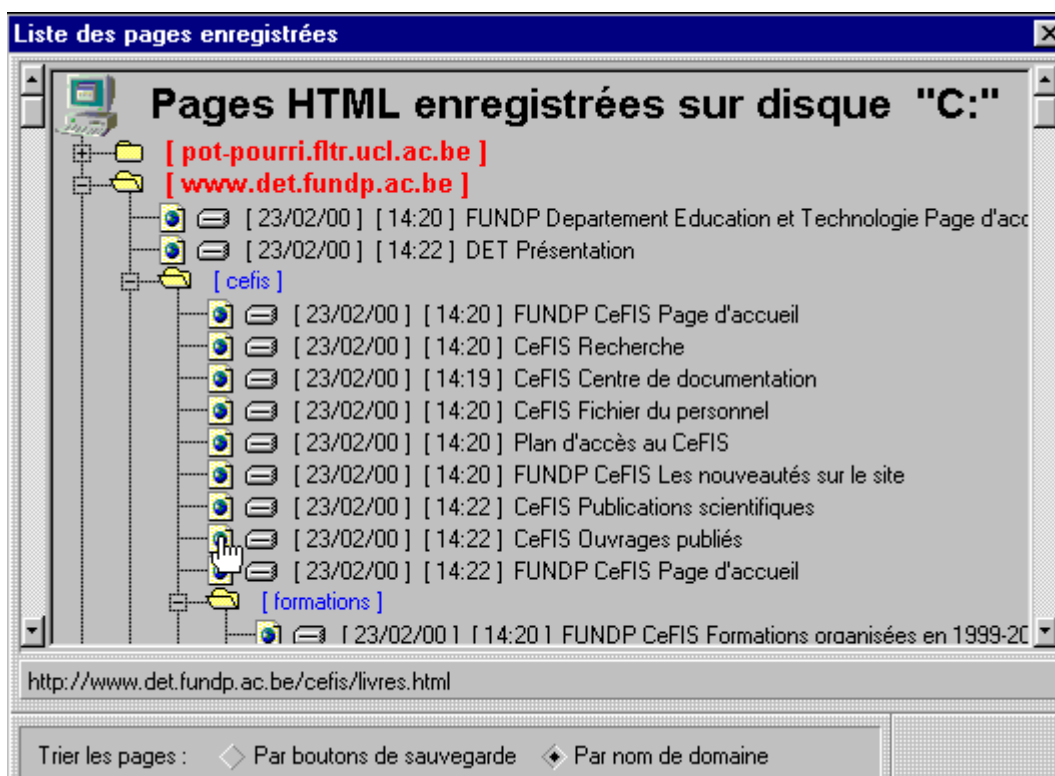 Liste des pages enregistrées
Pages HTML enregistrées sur disque "C:"
[ pot-pourri.fltr.ucl.ac.be ]
[ www.det.fundp.ac.be ]
[ 23/02/00 ] [ 14:20 ] FUNDP Departement Education et Technologie Page d'acc
[ 23/02/00 ] [ 14:22 ] DET Présentation
[ cefis ]
[ 23/02/00 ] [ 14:20 ] FUNDP CeFIS Page d'accueil
[ 23/02/00 ] [ 14:20 ] CeFIS Recherche
[ 23/02/00 ] [ 14:19 ] CeFIS Centre de documentation
[ 23/02/00 ] [ 14:20 ] CeFIS Fichier du personnel
[ 23/02/00 ] [ 14:20 ] Plan d'accès au CeFIS
[ 23/02/00 ] [ 14:20 ] FUNDP CeFIS Les nouveautés sur le site
[ 23/02/00 ] [ 14:22 ] CeFIS Publications scientifiques
[ 23/02/00 ] [ 14:22 ] CeFIS Ouvrages publiés
[ 23/02/00 ] [ 14:22 ] FUNDP CeFIS Page d'accueil
[ formations ]
[ 23/02/00 ] [ 14:20 ] FUNDP CeFIS Formations organisées en 1999-20
http://www.det.fundp.ac.be/cefis/livres.html
Trier les pages : Par boutons de sauvegarde Par nom de domaine